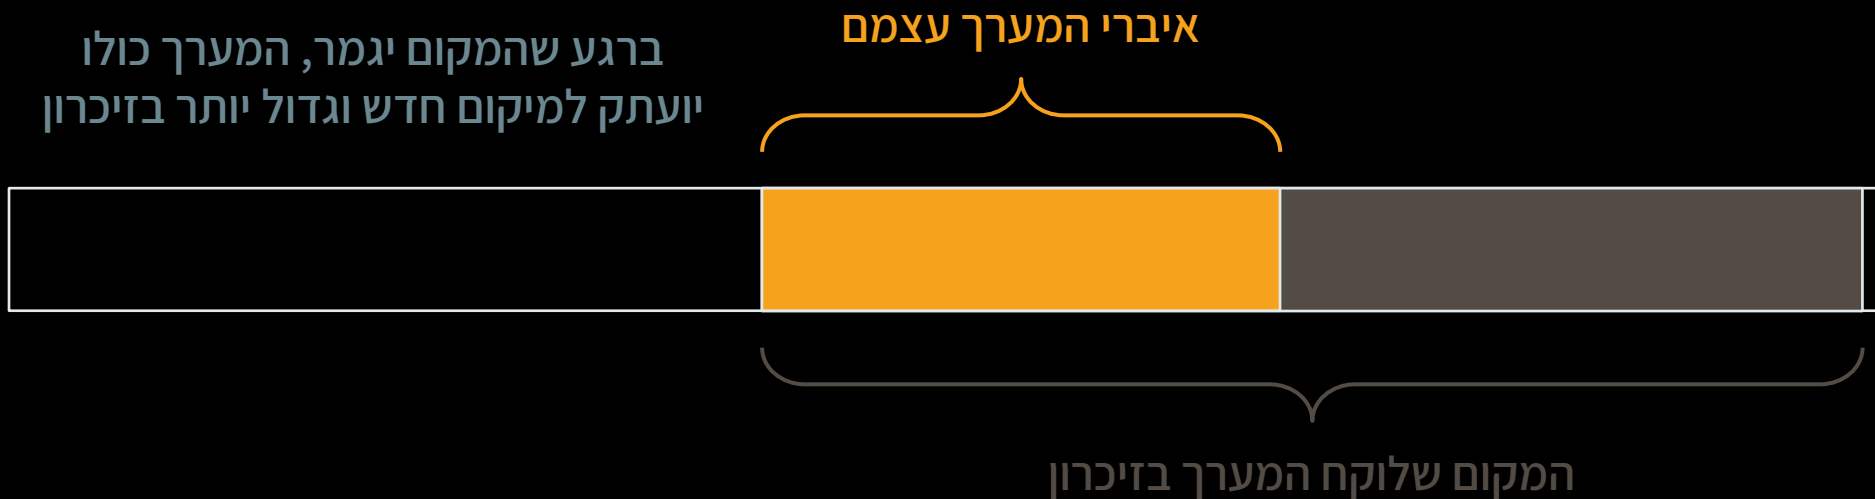 איברי המערך עצמם
ברגע שהמקום יגמר, המערך כולו
יועתק למיקום חדש וגדול יותר בזיכרון
המקום שלוקח המערך בזיכרון